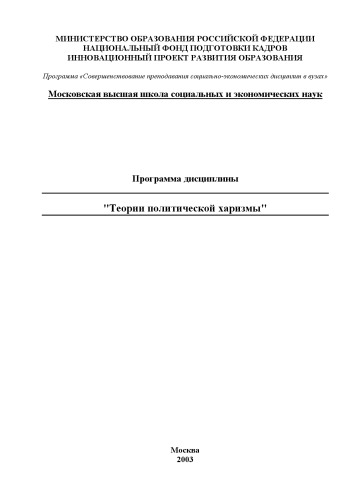 МИНИСТЕРСТВО ОБРАЗОВАНИЯ РОССИЙСКОЙ ФЕДЕРАЦИИ
НАЦИОНАЛЬНЫЙ ФОНД ПОДГОТОВКИ КАДРОВ
ИННОВАЦИОННЫЙ ПРОЕКТ РАЗВИТИЯ ОБРАЗОВАНИЯ
Программа «Совершенствование преподавания социально-экономических дисциплин в вузах»
Московская высшая школа социальных и экономических наук
Программа дисциплины
"Теории политической харизмы"
Москва
2003